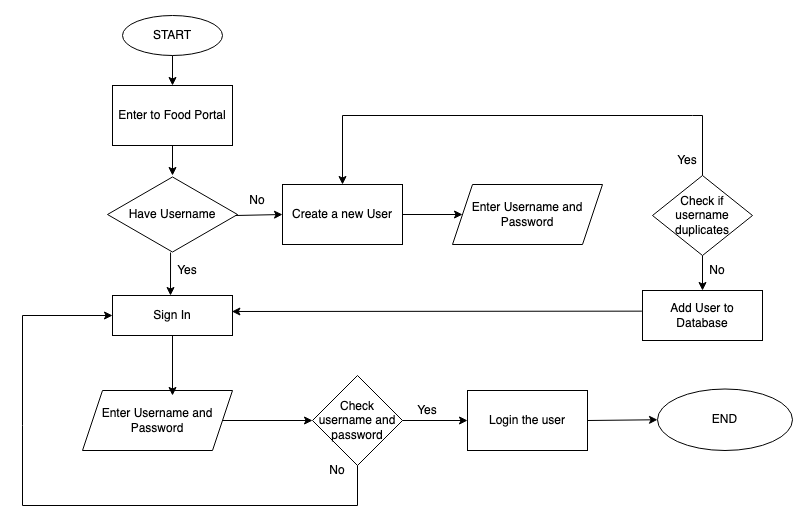 START
Enter to Food Portal
Have Username
No
Create a new User
Enter Username and
Password
Yes
Check if
username
duplicates
No
Add User to
Database
Yes
Sign In
Enter Username and
Password
Check
username and
password
Yes
Login the user
END
No